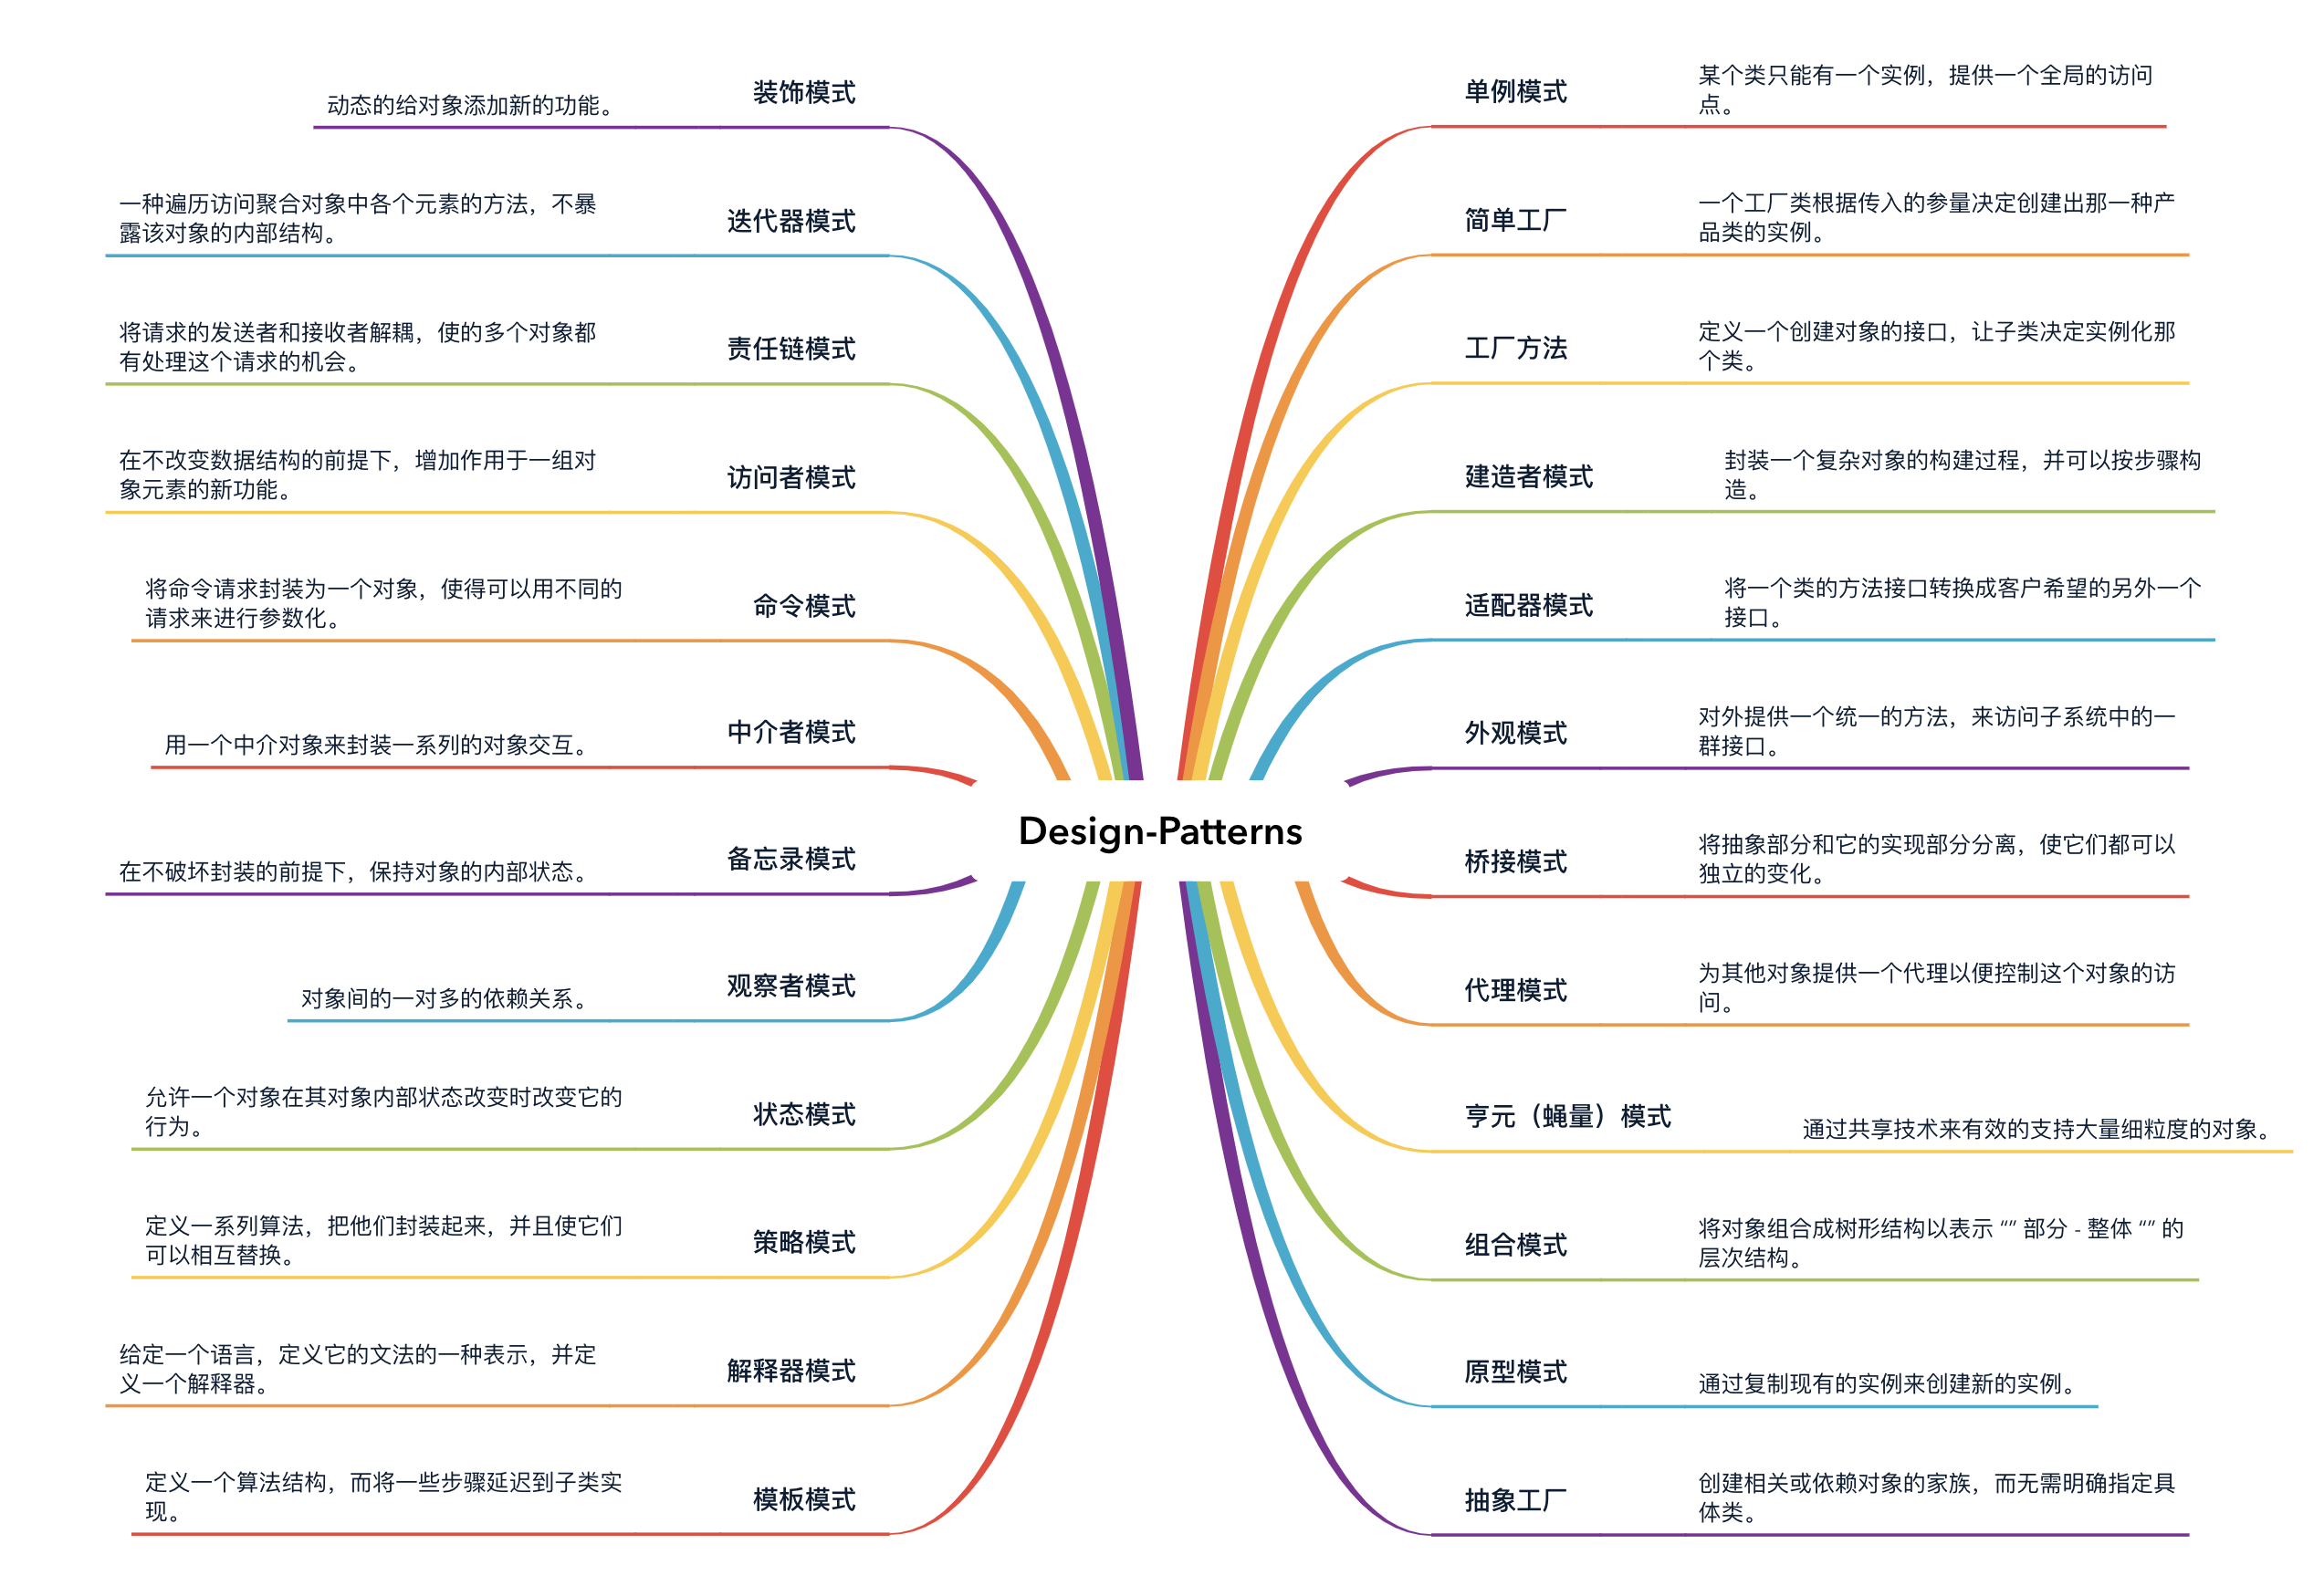 Design-Patterns
单例模式
某个类只能有一个实例，提供一个全局的访问
点。
简单工厂
一个工厂类根据传入的参量决定创建出那一种产
品类的实例。
工厂方法
定义一个创建对象的接口，让子类决定实例化那
个类。
建造者模式
封装一个复杂对象的构建过程，并可以按步骤构
造。
适配器模式
将一个类的方法接口转换成客户希望的另外一个
接口。
外观模式
对外提供一个统一的方法，来访问子系统中的一
群接口。
桥接模式
将抽象部分和它的实现部分分离，使它们都可以
独立的变化。
代理模式
为其他对象提供一个代理以便控制这个对象的访
问。
亨元（蝇量）模式
通过共享技术来有效的支持大量细粒度的对象。
组合模式
将对象组合成树形结构以表示 “” 部分 - 整体 “” 的
层次结构。
原型模式
通过复制现有的实例来创建新的实例。
抽象工厂
创建相关或依赖对象的家族，而无需明确指定具
体类。
装饰模式
动态的给对象添加新的功能。
迭代器模式
一种遍历访问聚合对象中各个元素的方法，不暴
露该对象的内部结构。
责任链模式
将请求的发送者和接收者解耦，使的多个对象都
有处理这个请求的机会。
访问者模式
在不改变数据结构的前提下，增加作用于一组对
象元素的新功能。
命令模式
将命令请求封装为一个对象，使得可以用不同的
请求来进行参数化。
中介者模式
用一个中介对象来封装一系列的对象交互。
备忘录模式
在不破坏封装的前提下，保持对象的内部状态。
观察者模式
对象间的一对多的依赖关系。
状态模式
允许一个对象在其对象内部状态改变时改变它的
行为。
策略模式
定义一系列算法，把他们封装起来，并且使它们
可以相互替换。
解释器模式
给定一个语言，定义它的文法的一种表示，并定
义一个解释器。
模板模式
定义一个算法结构，而将一些步骤延迟到子类实
现。